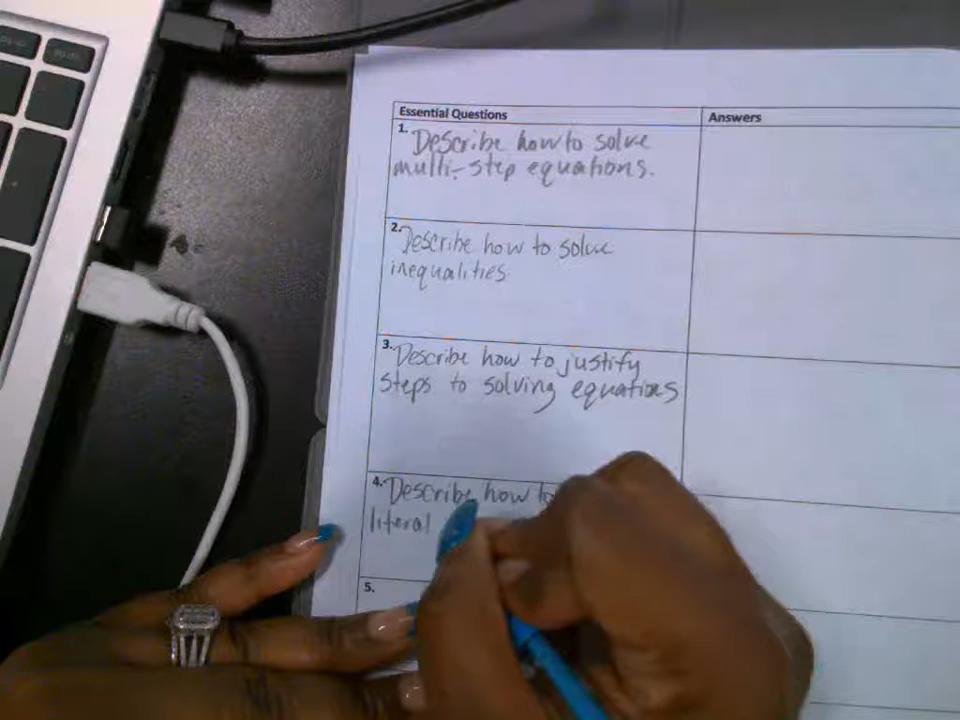 Essential Questions Answers
1. Describe how to solve
multi-step equations.
2. Describe how to solve
inequalities
3. Describe how to justify
steps to solving equations
4. Describe how to
literal
5.